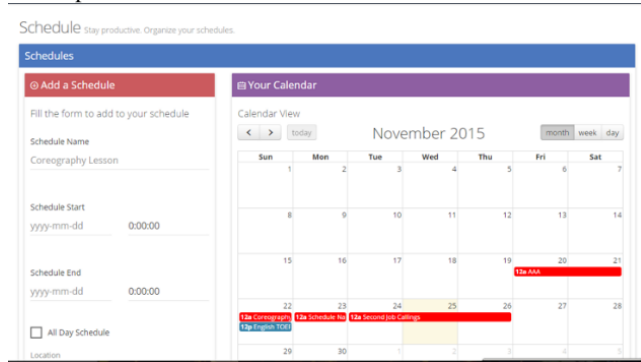 Schedule Stay productive. Organize your schedules.
Schedules
Add a Schedule
Fill the form to add to your schedule
Schedule Name
Coreography Lesson
Schedule Start
yyyy-mm-dd 0:00:00
Schedule End
yyyy-mm-dd 0:00:00
All Day Schedule
Location
Your Calendar
Calendar View
< > today November 2015 month week day
Sun Mon Tue Wed Thu Fri Sat
1 2 3 4 5 6 7
8 9 10 11 12 13 14
15 16 17 18 19 20 21
12a AAA
22 23 24 25 26 27 28
12a Coreography 12a Schedule Na 12a Second Job Callings
12p English TOEF
29 30 1 2 3 4 5